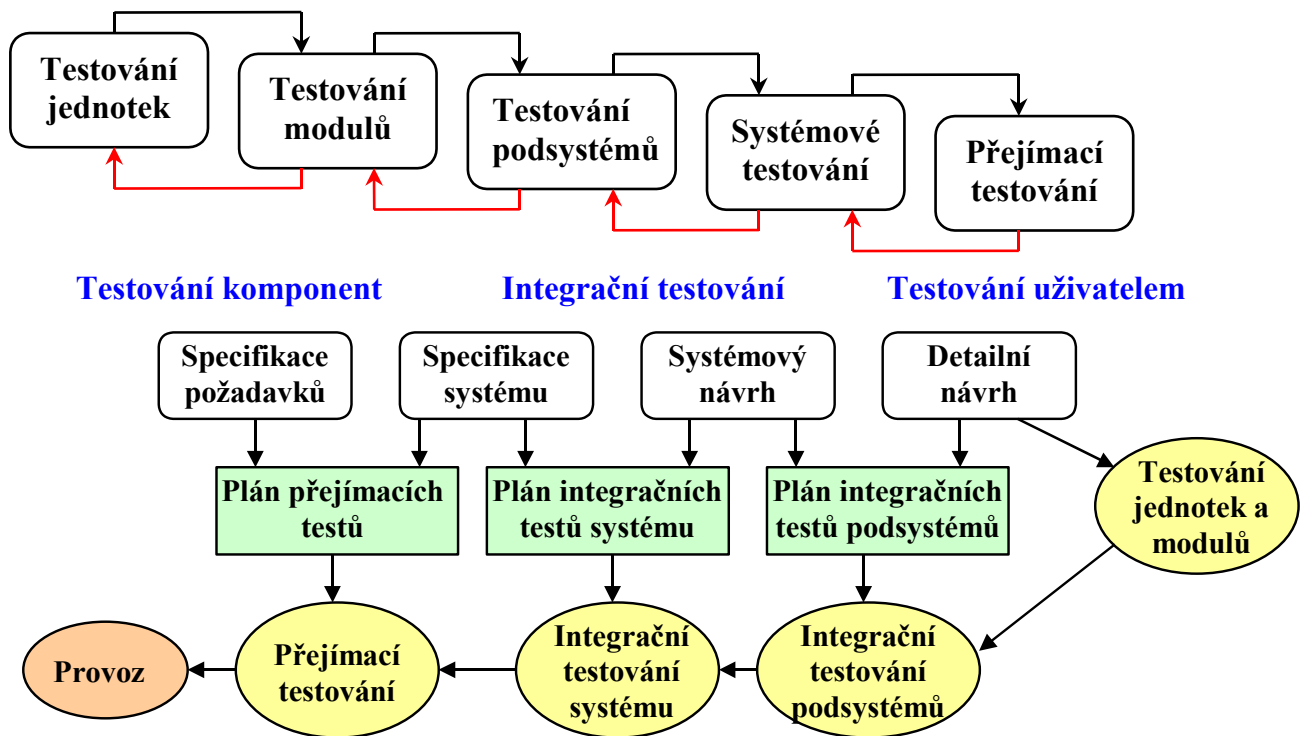 Testování
jednotek
Testování
modulů
Testování
podsystémů
Systémové
testování
Přejímací
testování
Testování komponent
Integrační testování
Testování uživatelem
Specifikace
požadavků
Specifikace
systému
Systémový
návrh
Detailní
návrh
Plán přejímacích
testů
Plán integračních
testů systému
Plán integračních
testů podsystémů
Testování
jednotek a
modulů
Provoz
Přejímací
testování
Integrační
testování
systému
Integrační
testování
podsystémů